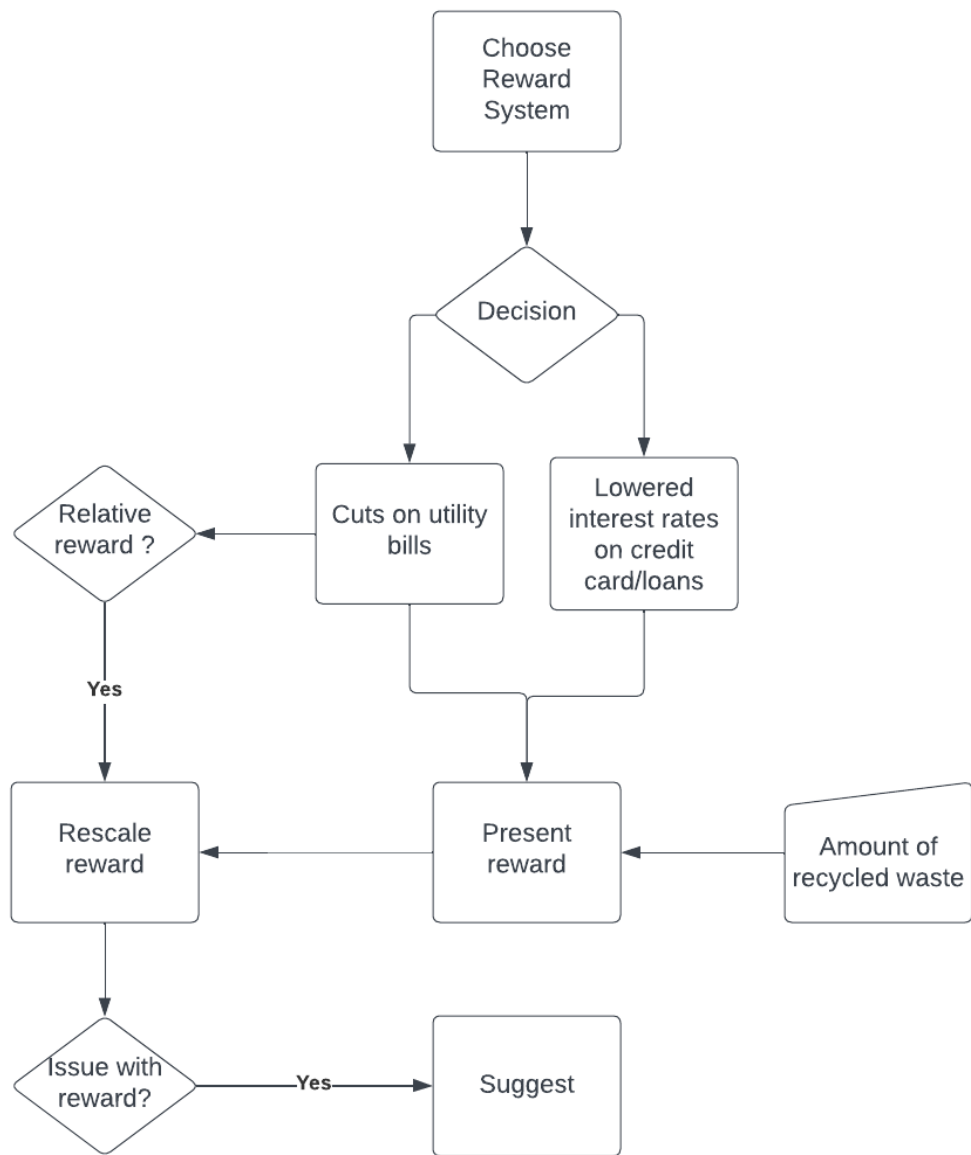 Choose
Reward
System
Decision
Relative
reward ?
Cuts on utility
bills
Lowered
interest rates
on credit
card/loans
Yes
Rescale
reward
Present
reward
Amount of
recycled waste
Issue with
reward?
Yes
Suggest